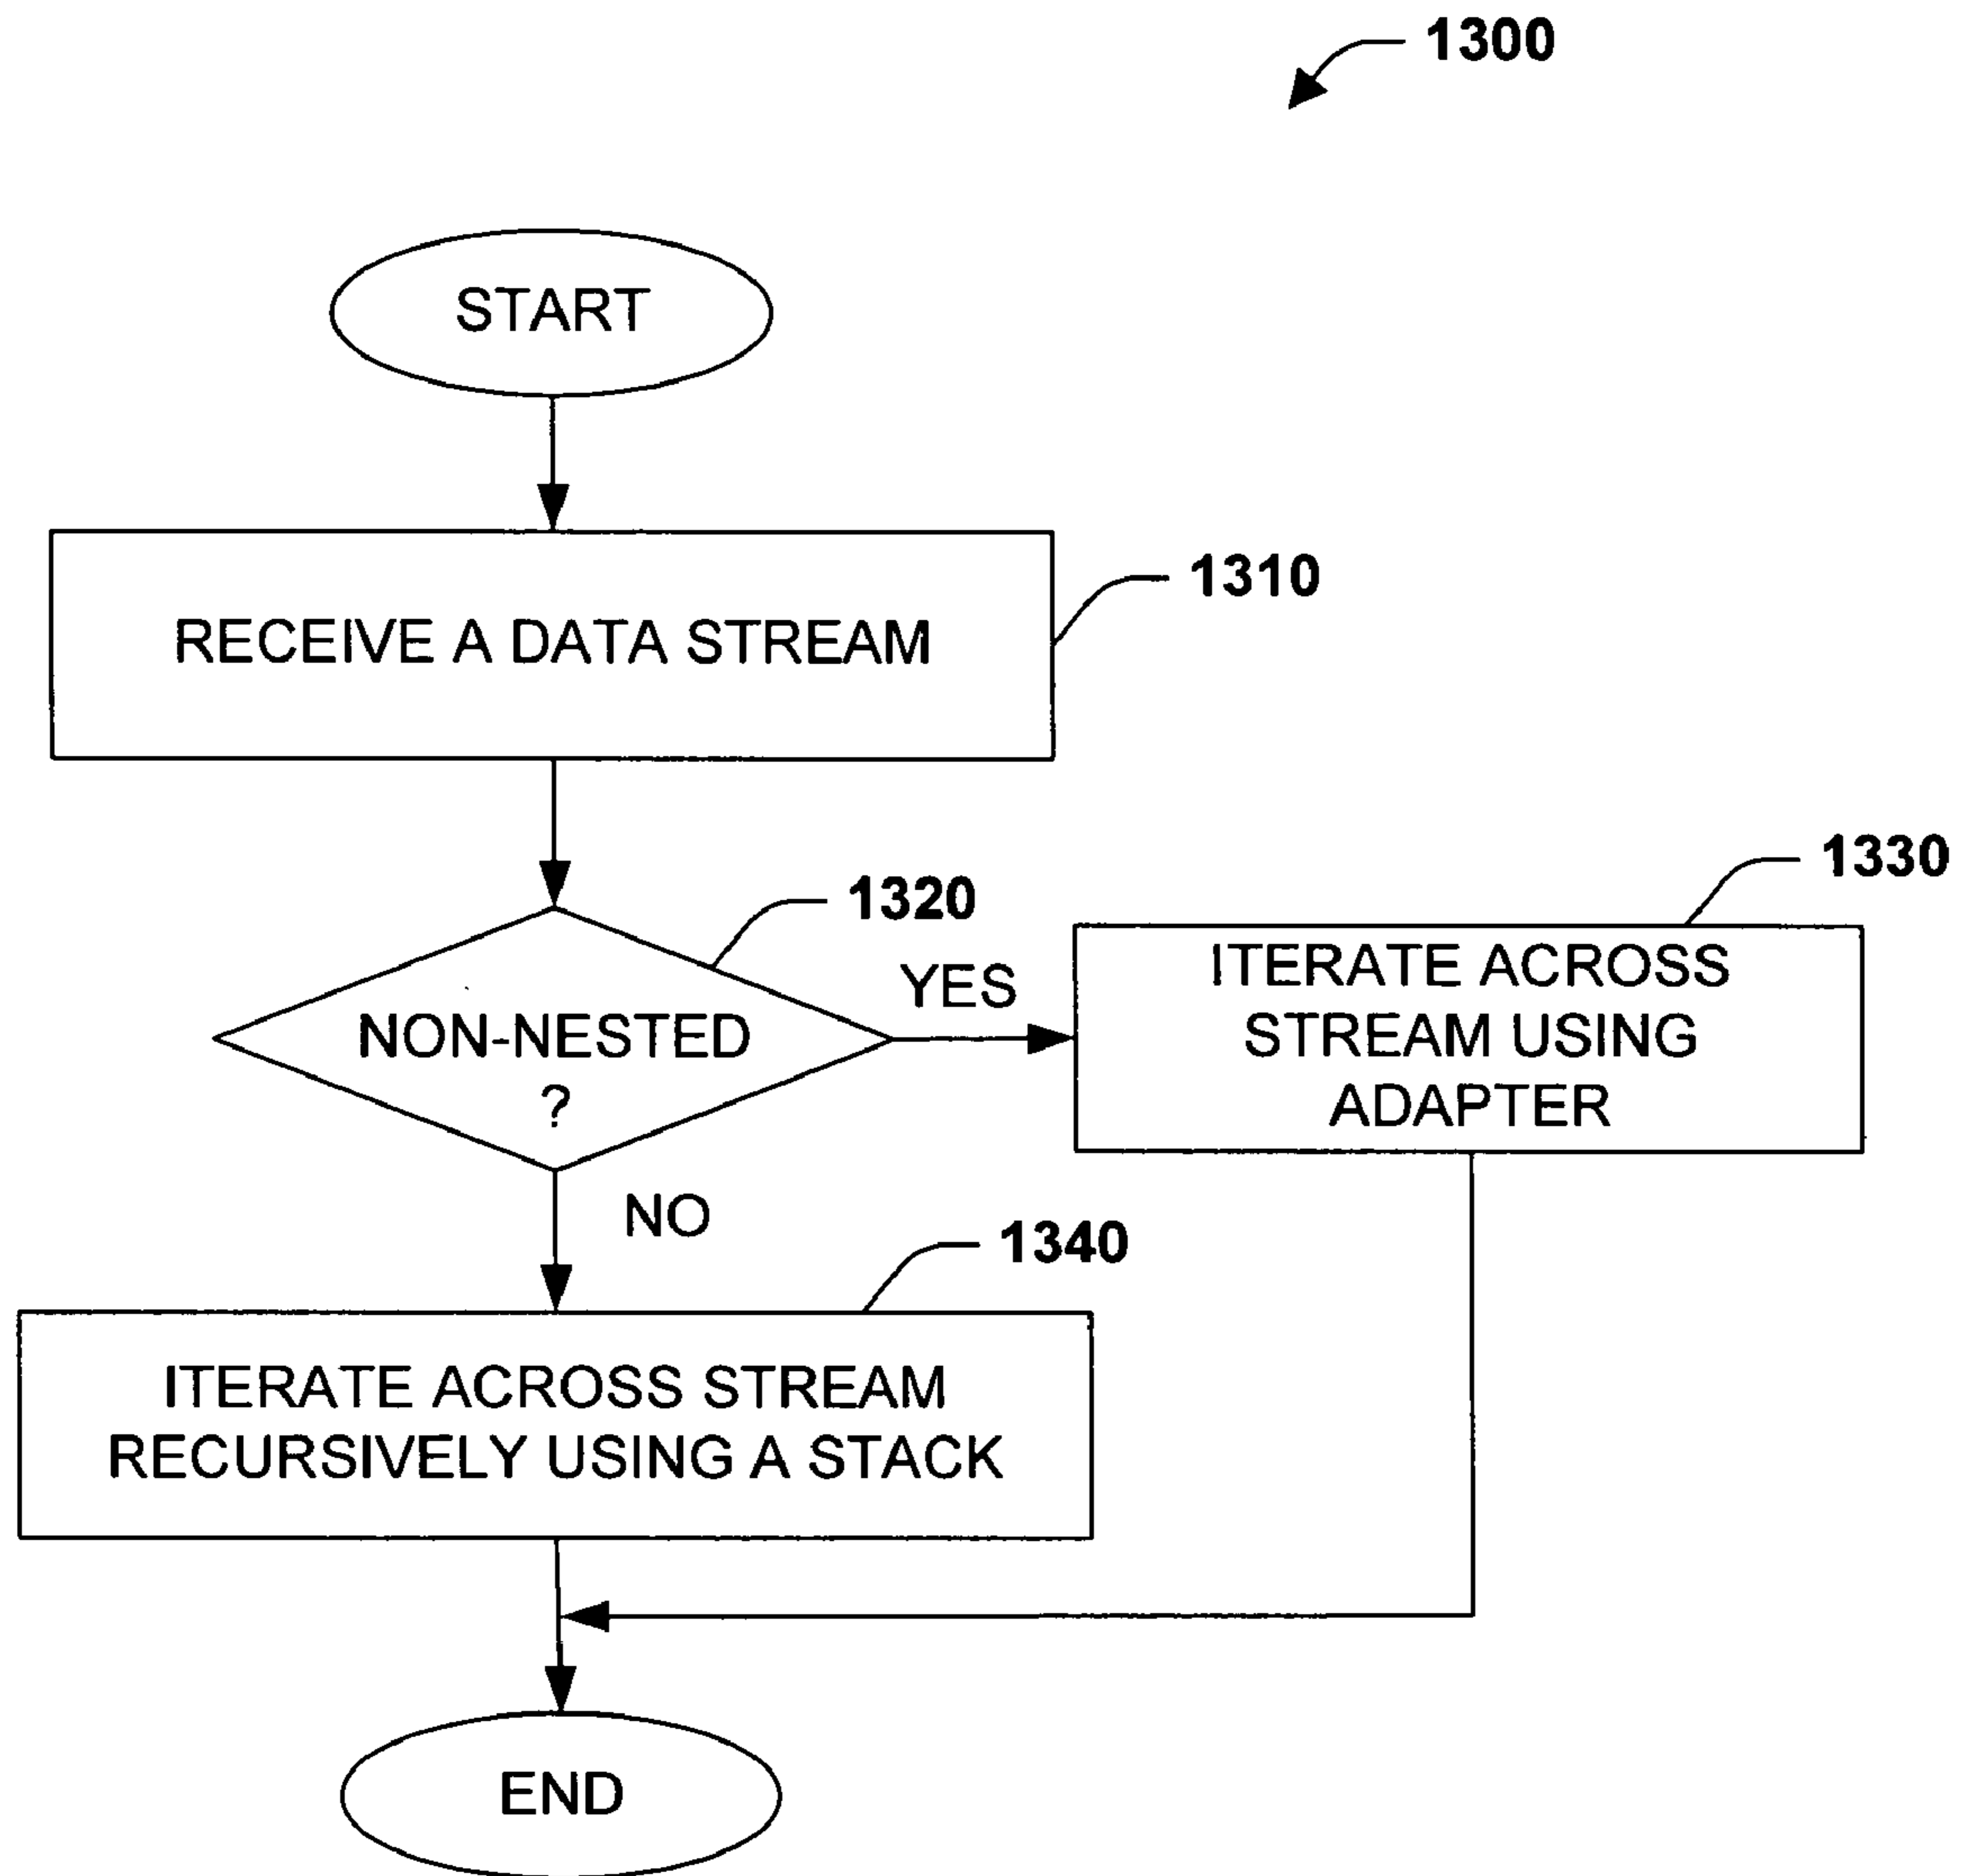 1300
START
1310
RECEIVE A DATA STREAM
1320
1330
YES
ITERATE ACROSS
STREAM USING
ADAPTER
NON-NESTED
?
NO
1340
ITERATE ACROSS STREAM
RECURSIVELY USING A STACK
END